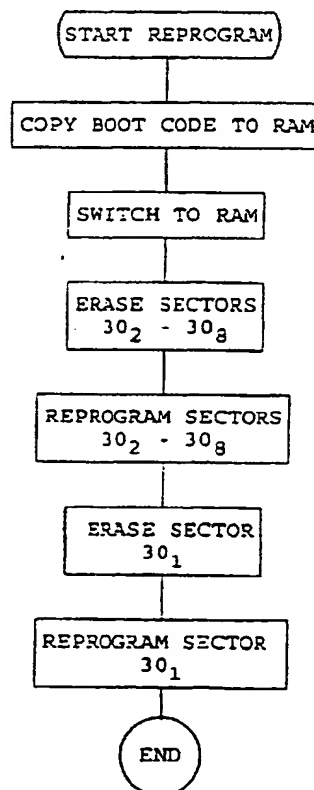 START REPROGRAM
COPY BOOT CODE TO RAM
SWITCH TO RAM
ERASE SECTORS
30₂ - 30₈
REPROGRAM SECTORS
30₂ - 30₈
ERASE SECTOR
30₁
REPROGRAM SECTOR
30₁
END